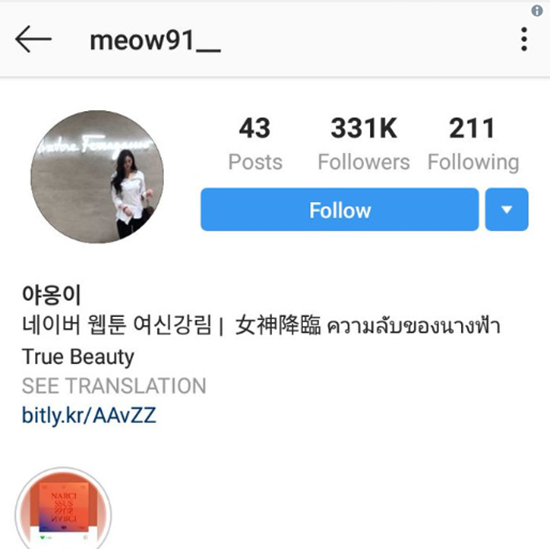 meow91__
43
331K
211
Posts
Followers
Following
Follow
야옹이
네이버 웹툰 여신강림 | 女神降臨 ความลับของนางฟ้า
True Beauty
SEE TRANSLATION
bitly.kr/AAvZZ
NARCI